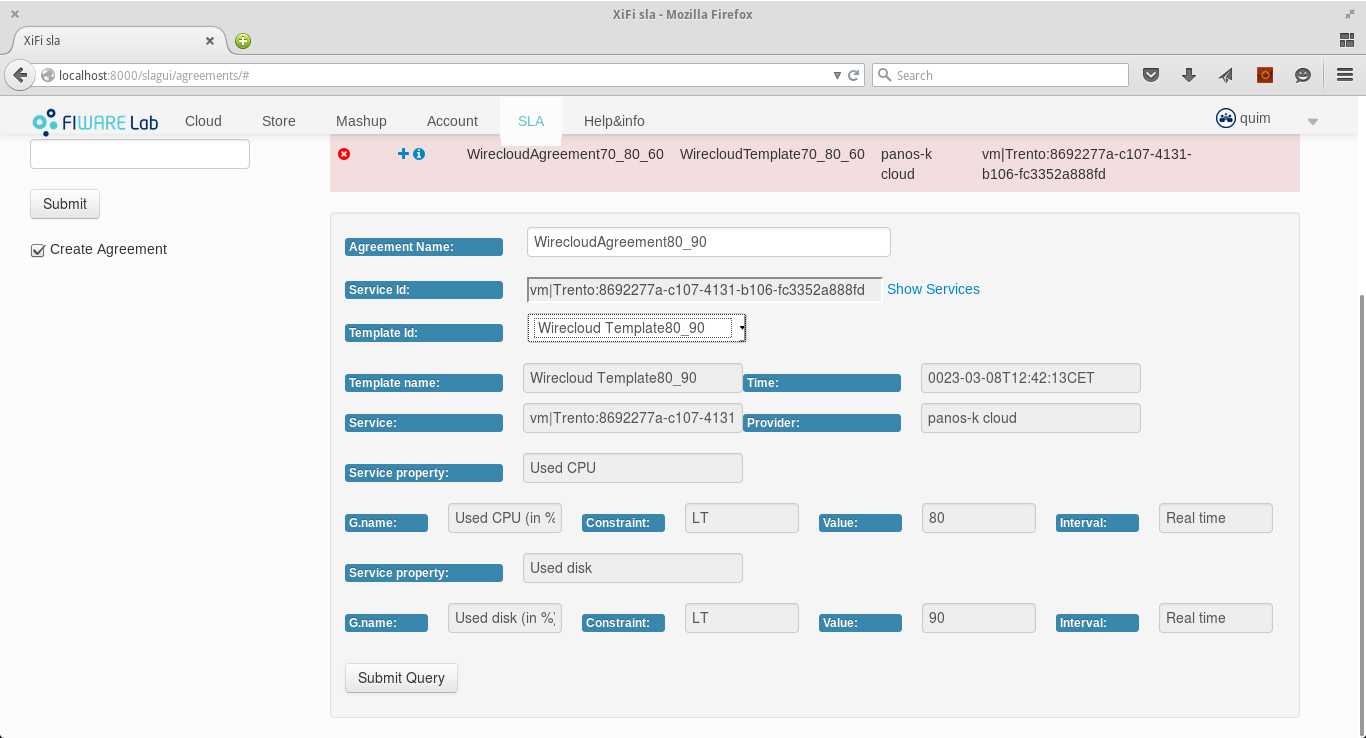 XiFi sla - Mozilla Firefox
XiFi sla
localhost:8000/slagui/agreements/#
Search
FIWARE Lab
Cloud
Store
Mashup
Account
SLA
Help&info
quim
WirecloudAgreement70_80_60
WirecloudTemplate70_80_60
panos-k
cloud
vm|Trento:8692277a-c107-4131-
b106-fc3352a888fd
Submit
Create Agreement
Agreement Name:
WirecloudAgreement80_90
Service Id:
vm|Trento:8692277a-c107-4131-b106-fc3352a888fd
Show Services
Template Id:
Wirecloud Template80_90
Template name:
Wirecloud Template80_90
Time:
0023-03-08T12:42:13CET
Service:
vm|Trento:8692277a-c107-4131
Provider:
panos-k cloud
Service property:
Used CPU
G.name:
Used CPU (in %
Constraint:
LT
Value:
80
Interval:
Real time
Service property:
Used disk
G.name:
Used disk (in %)
Constraint:
LT
Value:
90
Interval:
Real time
Submit Query